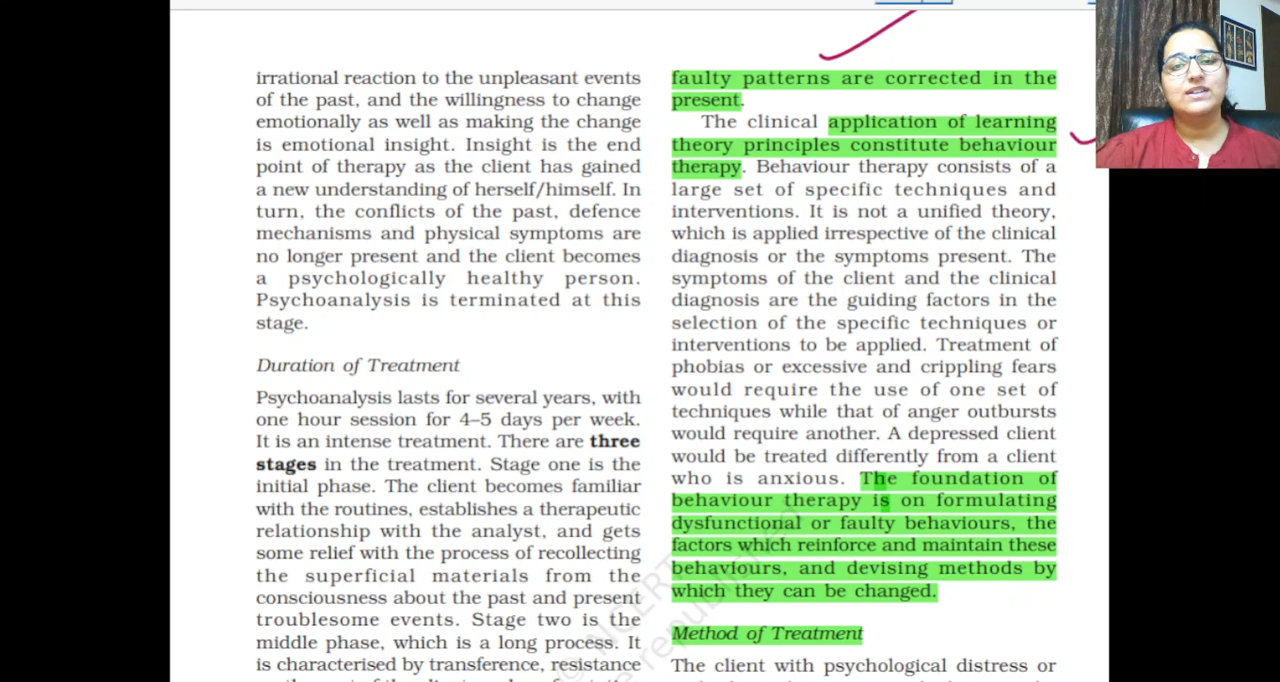 irrational reaction to the unpleasant events
of the past, and the willingness to change
emotionally as well as making the change
is emotional insight. Insight is the end
point of therapy as the client has gained
a new understanding of herself/himself. In
turn, the conflicts of the past, defence
mechanisms and physical symptoms are
no longer present and the client becomes
a psychologically healthy person.
Psychoanalysis is terminated at this
stage.
Duration of Treatment
Psychoanalysis lasts for several years, with
one hour session for 4–5 days per week.
It is an intense treatment. There are three
stages in the treatment. Stage one is the
initial phase. The client becomes familiar
with the routines, establishes a therapeutic
relationship with the analyst, and gets
some relief with the process of recollecting
the superficial materials from the
consciousness about the past and present
troublesome events. Stage two is the
middle phase, which is a long process. It
is characterised by transference, resistance
faulty patterns are corrected in the
present.
The clinical application of learning
theory principles constitute behaviour
therapy. Behaviour therapy consists of a
large set of specific techniques and
interventions. It is not a unified theory,
which is applied irrespective of the clinical
diagnosis or the symptoms present. The
symptoms of the client and the clinical
diagnosis are the guiding factors in the
selection of the specific techniques or
interventions to be applied. Treatment of
phobias or excessive and crippling fears
would require the use of one set of
techniques while that of anger outbursts
would require another. A depressed client
would be treated differently from a client
who is anxious. The foundation of
behaviour therapy is on formulating
dysfunctional or faulty behaviours, the
factors which reinforce and maintain these
behaviours, and devising methods by
which they can be changed.
Method of Treatment
The client with psychological distress or
© NCERT
republished